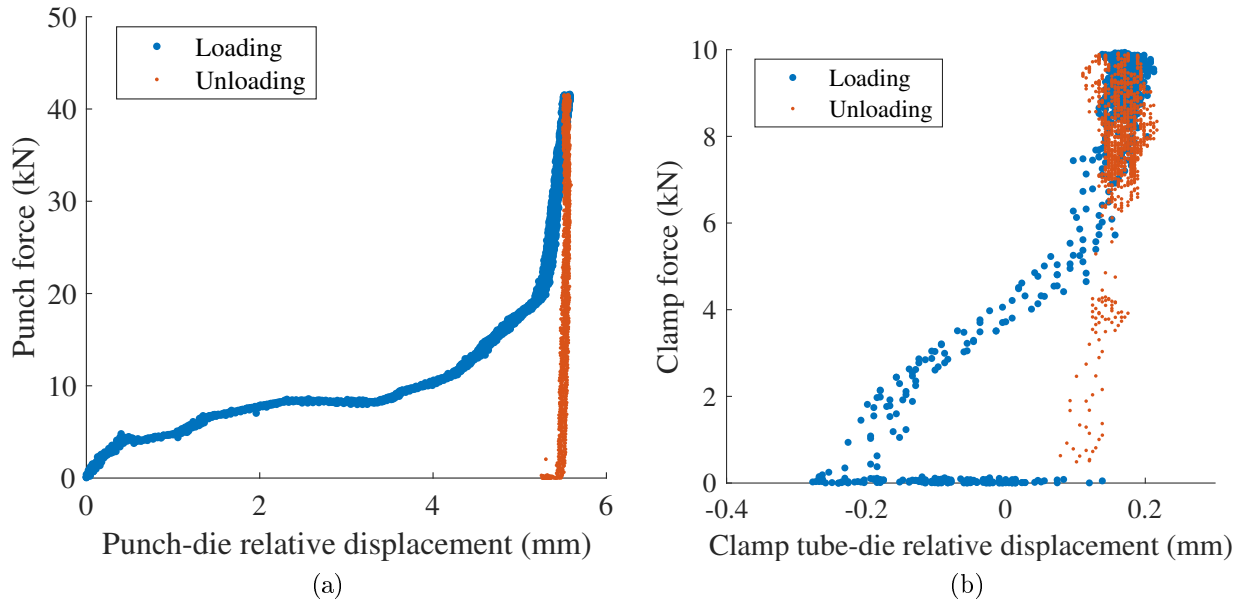 50
40
30
20
10
0
0
2
4
6
Punch force (kN)
Punch-die relative displacement (mm)
Loading
Unloading
(a)
10
8
6
4
2
0
-0.4
-0.2
0
0.2
Clamp force (kN)
Clamp tube-die relative displacement (mm)
Loading
Unloading
(b)